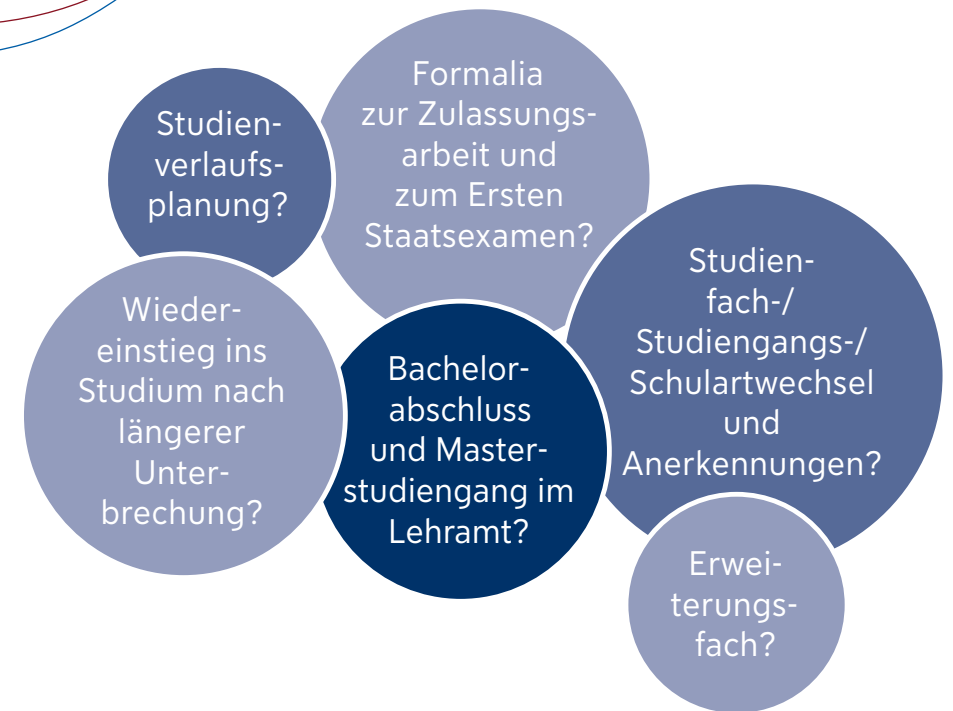 Formalia
zur Zulassungs-
arbeit und
zum Ersten
Staatsexamen?
Studien-
verlaufs-
planung?
Studien-
fach-/
Studiengangs-/
Schulartwechsel
und
Anerkennungen?
Wieder-
einstieg ins
Studium nach
längerer
Unter-
brechung?
Bachelor-
abschluss
und Master-
studiengang im
Lehramt?
Erwei-
terungs-
fach?